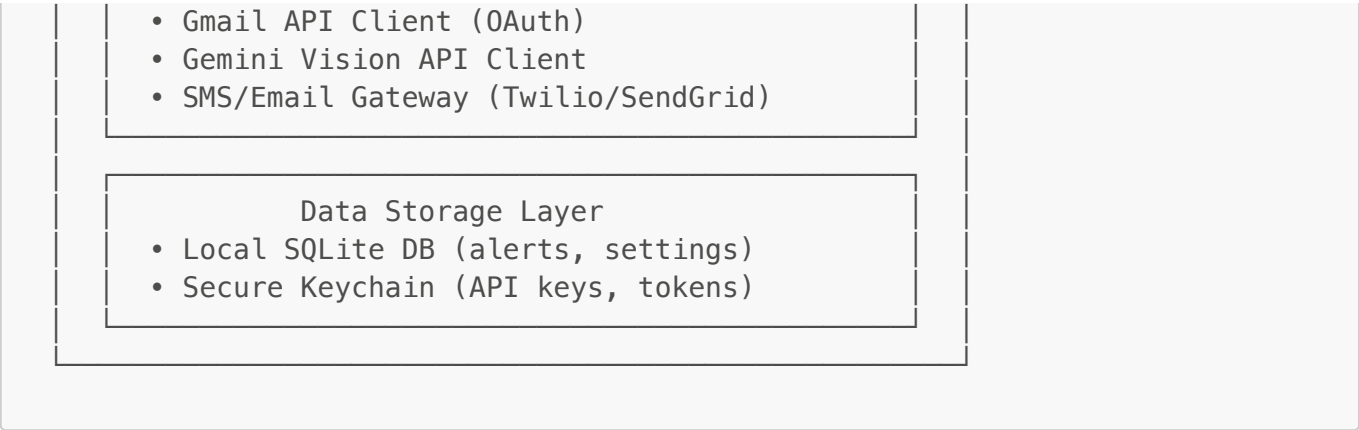 • Gmail API Client (OAuth)
• Gemini Vision API Client
• SMS/Email Gateway (Twilio/SendGrid)
Data Storage Layer
• Local SQLite DB (alerts, settings)
• Secure Keychain (API keys, tokens)